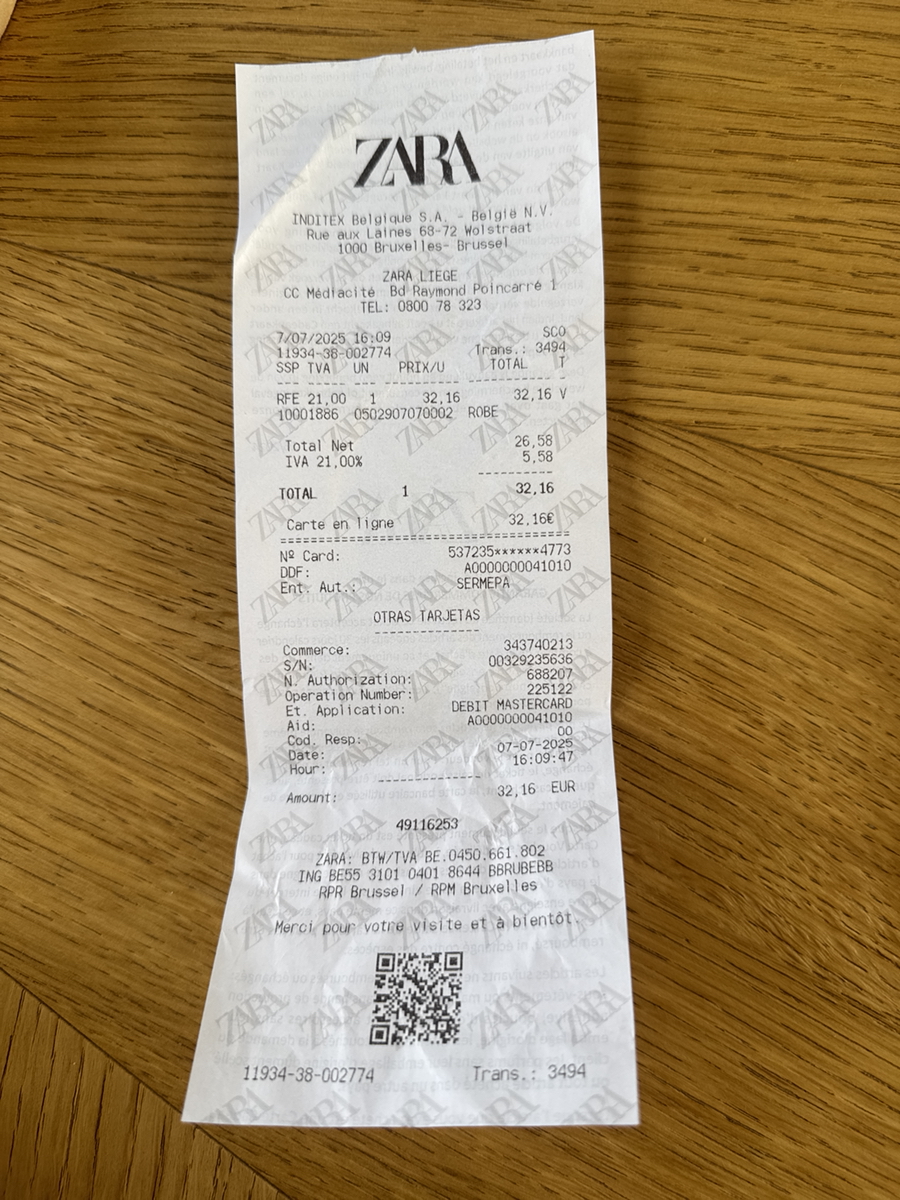 ZARA
INDITEX Belgique S.A. - België N.V.
Rue aux Laines 68-72 Wolstraat
1000 Bruxelles- Brussel
ZARA LIEGE
CC Médiacité Bd Raymond Poincarré 1
TEL: 0800 78 323
7/07/2025 16:09 SCO
11934-38-002774 Trans.: 3494
SSP TVA UN PRIX/U TOTAL T
RFE 21,00 1 32,16 32,16 V
10001886 0502907070002 ROBE
Total Net 26,58
IVA 21,00% 5,58
TOTAL 1 32,16
Carte en ligne 32,16€
Nº Card: 537235******4773
DDF: A0000000041010
Ent. Aut.: SERMEPA
OTRAS TARJETAS
Commerce: 343740213
S/N: 00329235636
N. Authorization: 688207
Operation Number: 225122
Et. Application: DEBIT MASTERCARD
Aid: A0000000041010
Cod. Resp: 00
Date: 07-07-2025
Hour: 16:09:47
Amount: 32,16 EUR
49116253
ZARA: BTW/TVA BE.0450.661.802
ING BE55 3101 0401 8644 BBRUBEBB
RPR Brussel / RPM Bruxelles
Merci pour votre visite et à bientôt.
11934-38-002774 Trans.: 3494